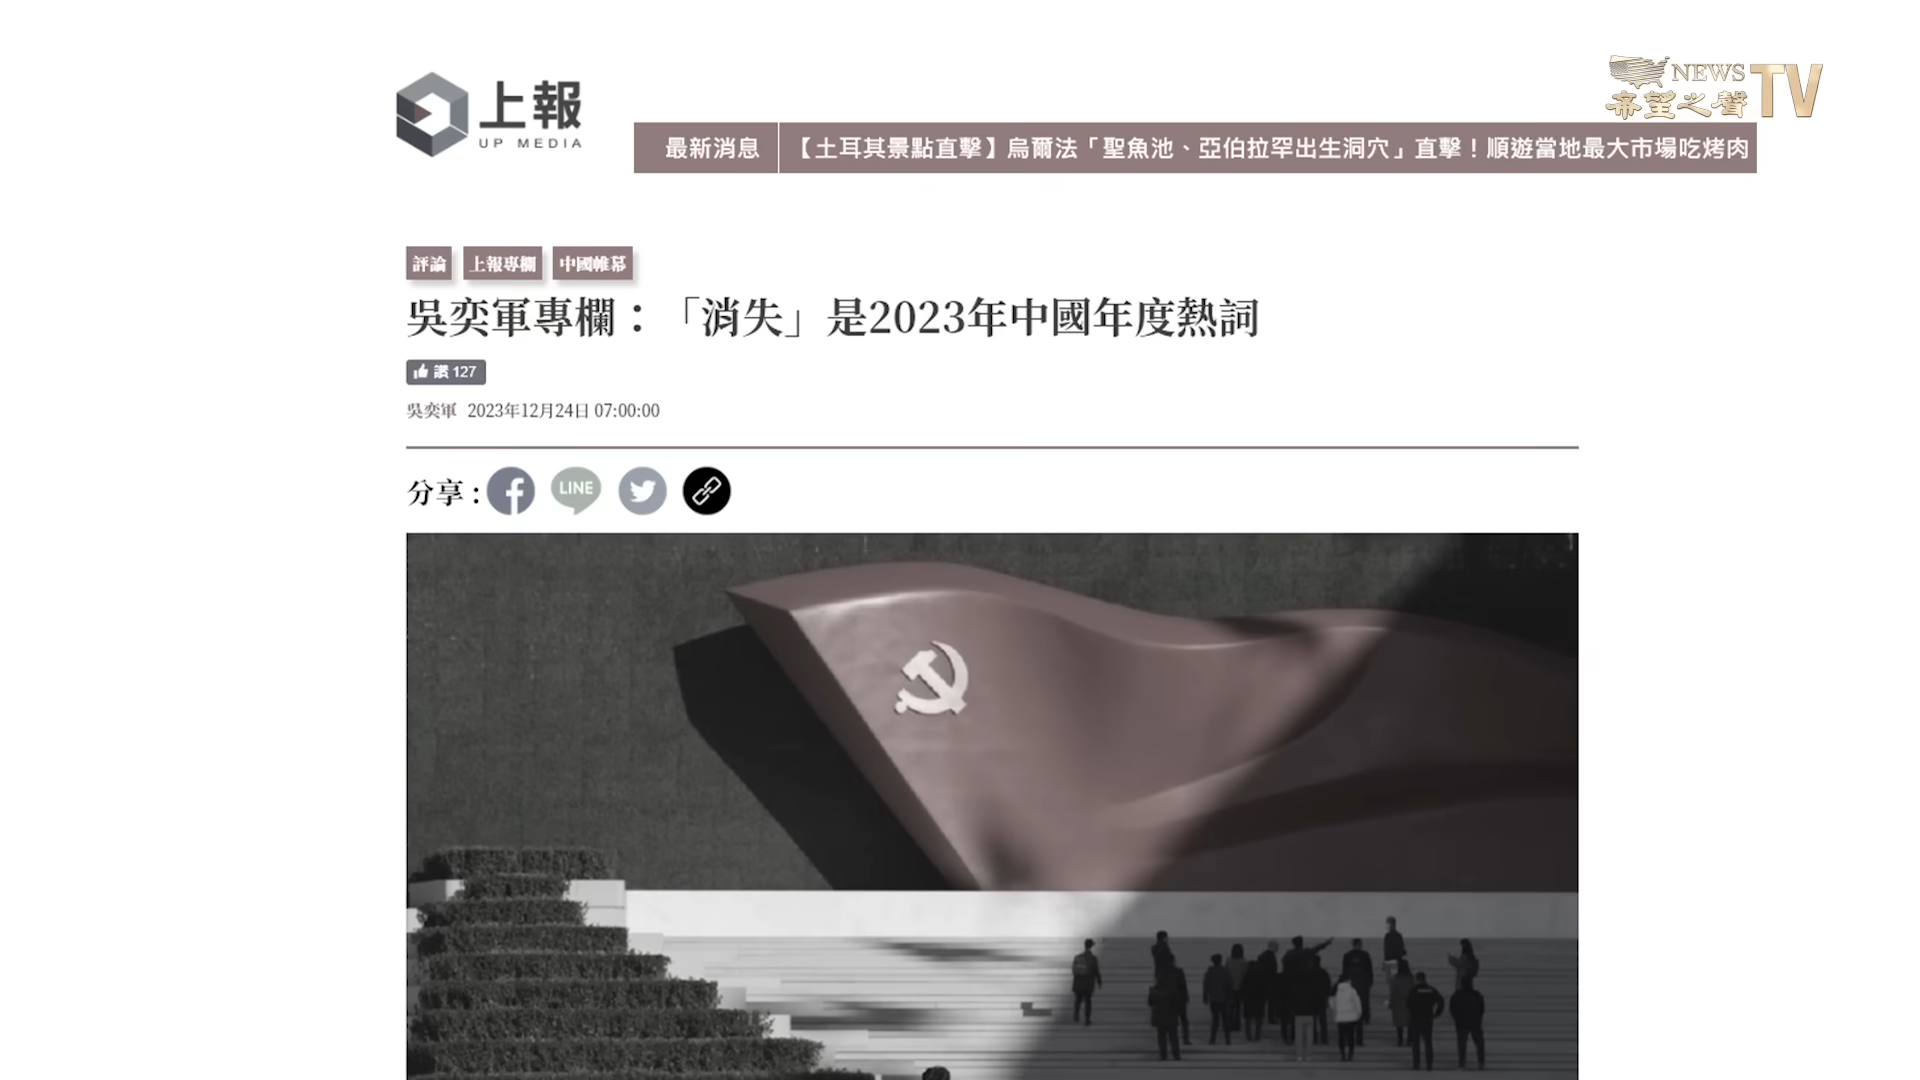 上報
UP MEDIA
NEWS
希望之聲TV
最新消息 【土耳其景點直擊】烏爾法「聖魚池、亞伯拉罕出生洞穴」直擊！順遊當地最大市場吃烤肉
評論 上報專欄 中國帷幕
吳奕軍專欄：「消失」是2023年中國年度熱詞
讚 127
吳奕軍 2023年12月24日 07:00:00
分享 :
LINE